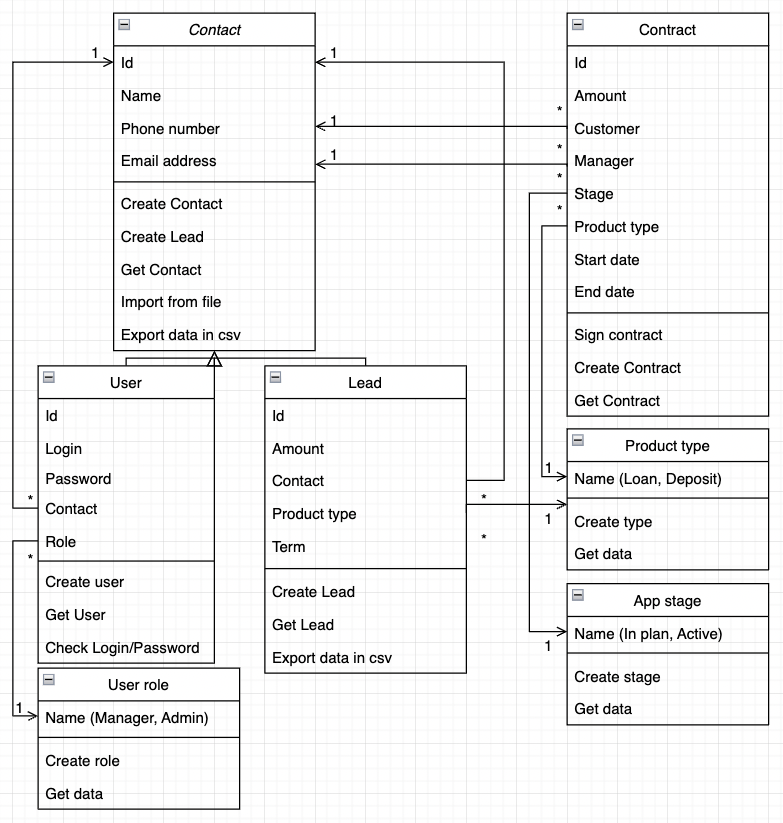 Contact
1
Id
1
Name
Phone number
1
Email address
1
Create Contact
Create Lead
Get Contact
Import from file
Export data in csv
Contract
Id
Amount
*
Customer
*
Manager
*
Stage
*
Product type
Start date
End date
Sign contract
Create Contract
Get Contract
User
Id
Login
Password
*
Contact
Role
*
Create user
Get User
Check Login/Password
Lead
Id
Amount
Contact
*
Product type
Term
*
Create Lead
Get Lead
Export data in csv
Product type
1
Name (Loan, Deposit)
1
Create type
Get data
App stage
Name (In plan, Active)
1
Create stage
Get data
User role
1
Name (Manager, Admin)
Create role
Get data